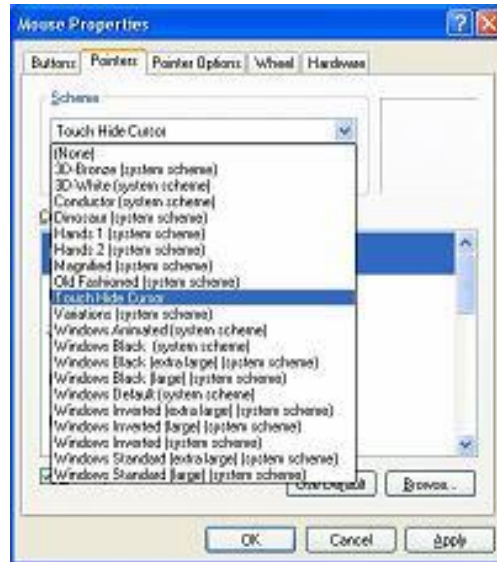 Mouse Properties
Buttons Pointers Pointer Options Wheel Hardware
Scheme
Touch Hide Cursor
(None)
3D-Bronze (system scheme)
3D-White (system scheme)
Conductor (system scheme)
Dinosaur (system scheme)
Hands 1 (system scheme)
Hands 2 (system scheme)
Magnified (system scheme)
Old Fashioned (system scheme)
Touch Hide Cursor
Variations (system scheme)
Windows Animated (system scheme)
Windows Black (system scheme)
Windows Black (extra large) (system scheme)
Windows Black (large) (system scheme)
Windows Default (system scheme)
Windows Inverted (extra large) (system scheme)
Windows Inverted (large) (system scheme)
Windows Inverted (system scheme)
Windows Standard (extra large) (system scheme)
Windows Standard (large) (system scheme)
Use Default Browse...
OK Cancel Apply